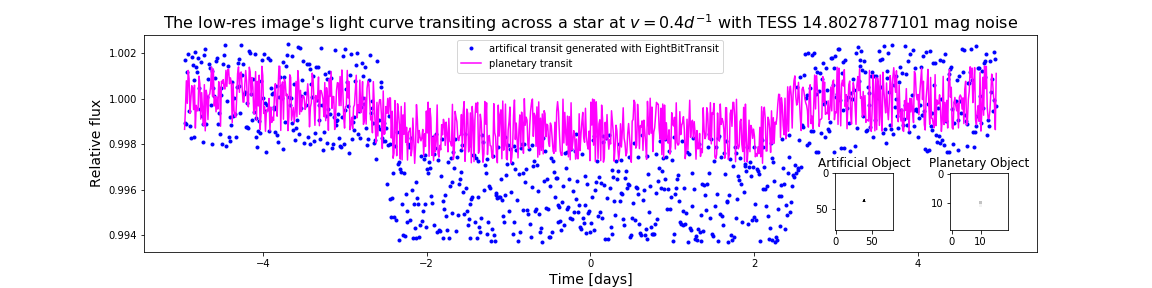 The low-res image's light curve transiting across a star at v = 0.4d⁻¹ with TESS 14.8027877101 mag noise
artifical transit generated with EightBitTransit
planetary transit
Relative flux
1.002
1.000
0.998
0.996
0.994
Artificial Object
Planetary Object
0
50
0 50
0
10
0 10
−4 −2 0 2 4
Time [days]